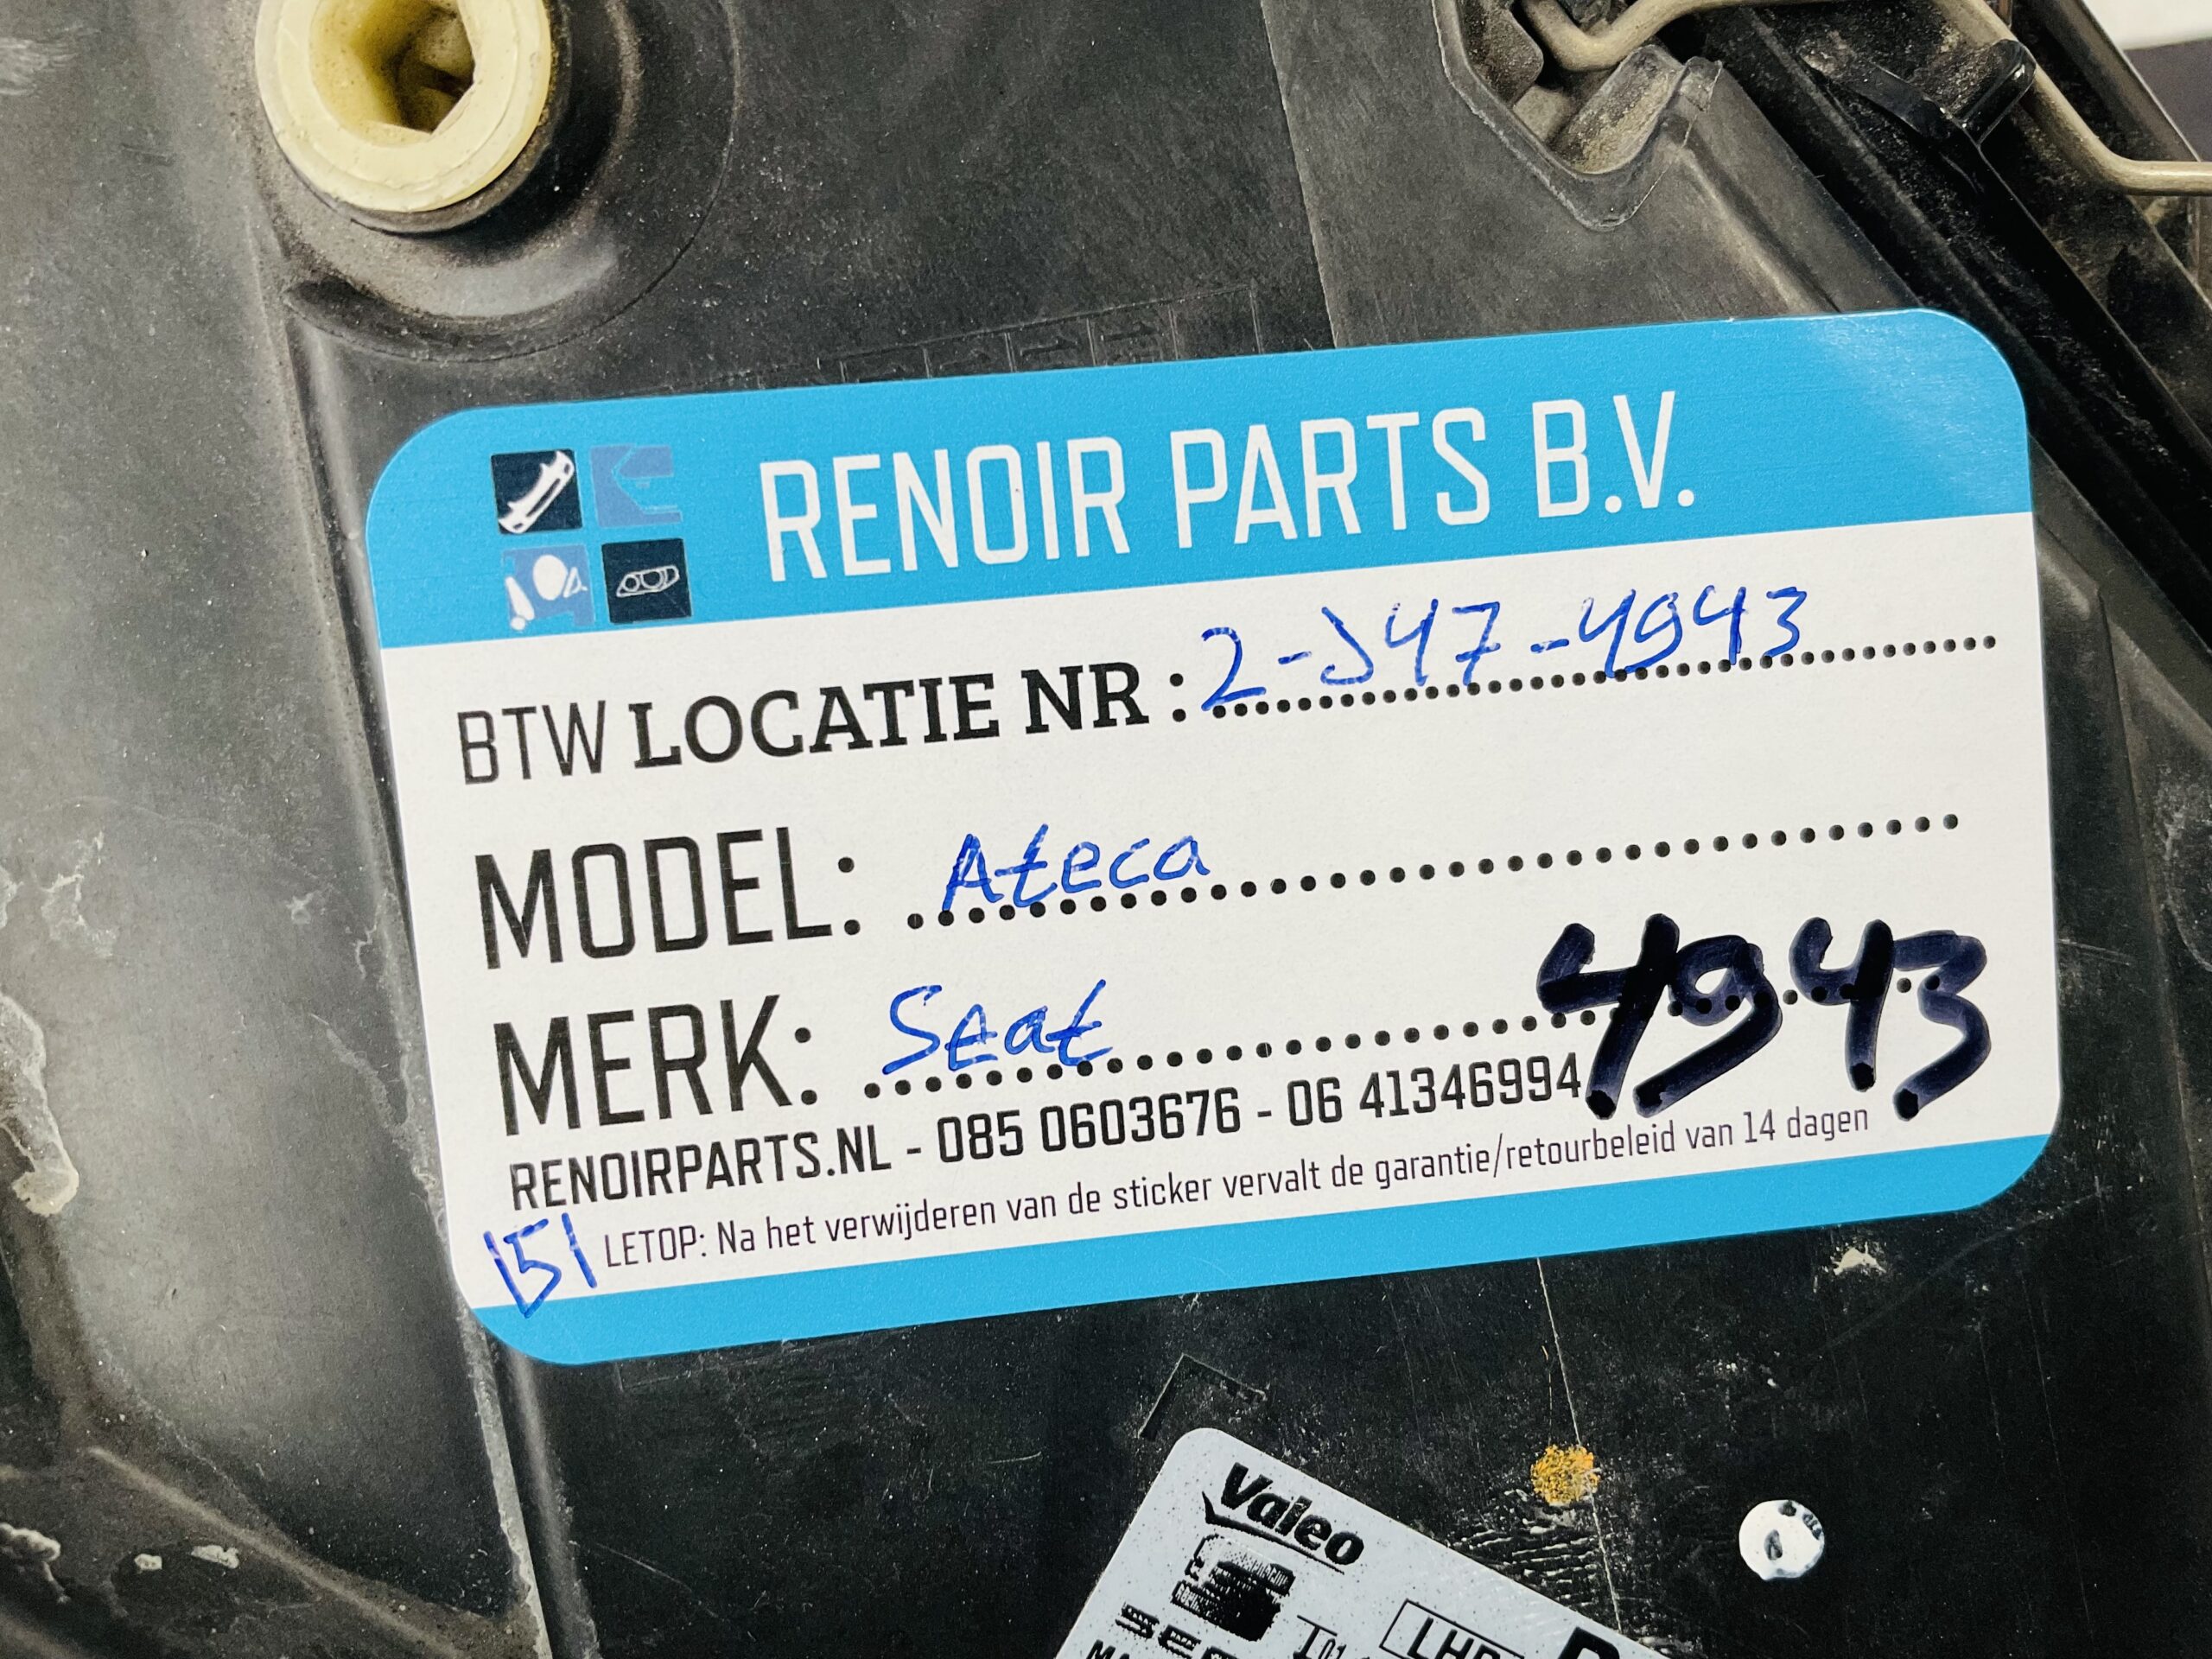 RENOIR PARTS B.V.
BTW LOCATIE NR : 2-J47-4943
MODEL: Ateca
MERK: Seat
4943
RENOIRPARTS.NL - 085 0603676 - 06 41346994
151 LETOP: Na het verwijderen van de sticker vervalt de garantie/retourbeleid van 14 dagen
Valeo